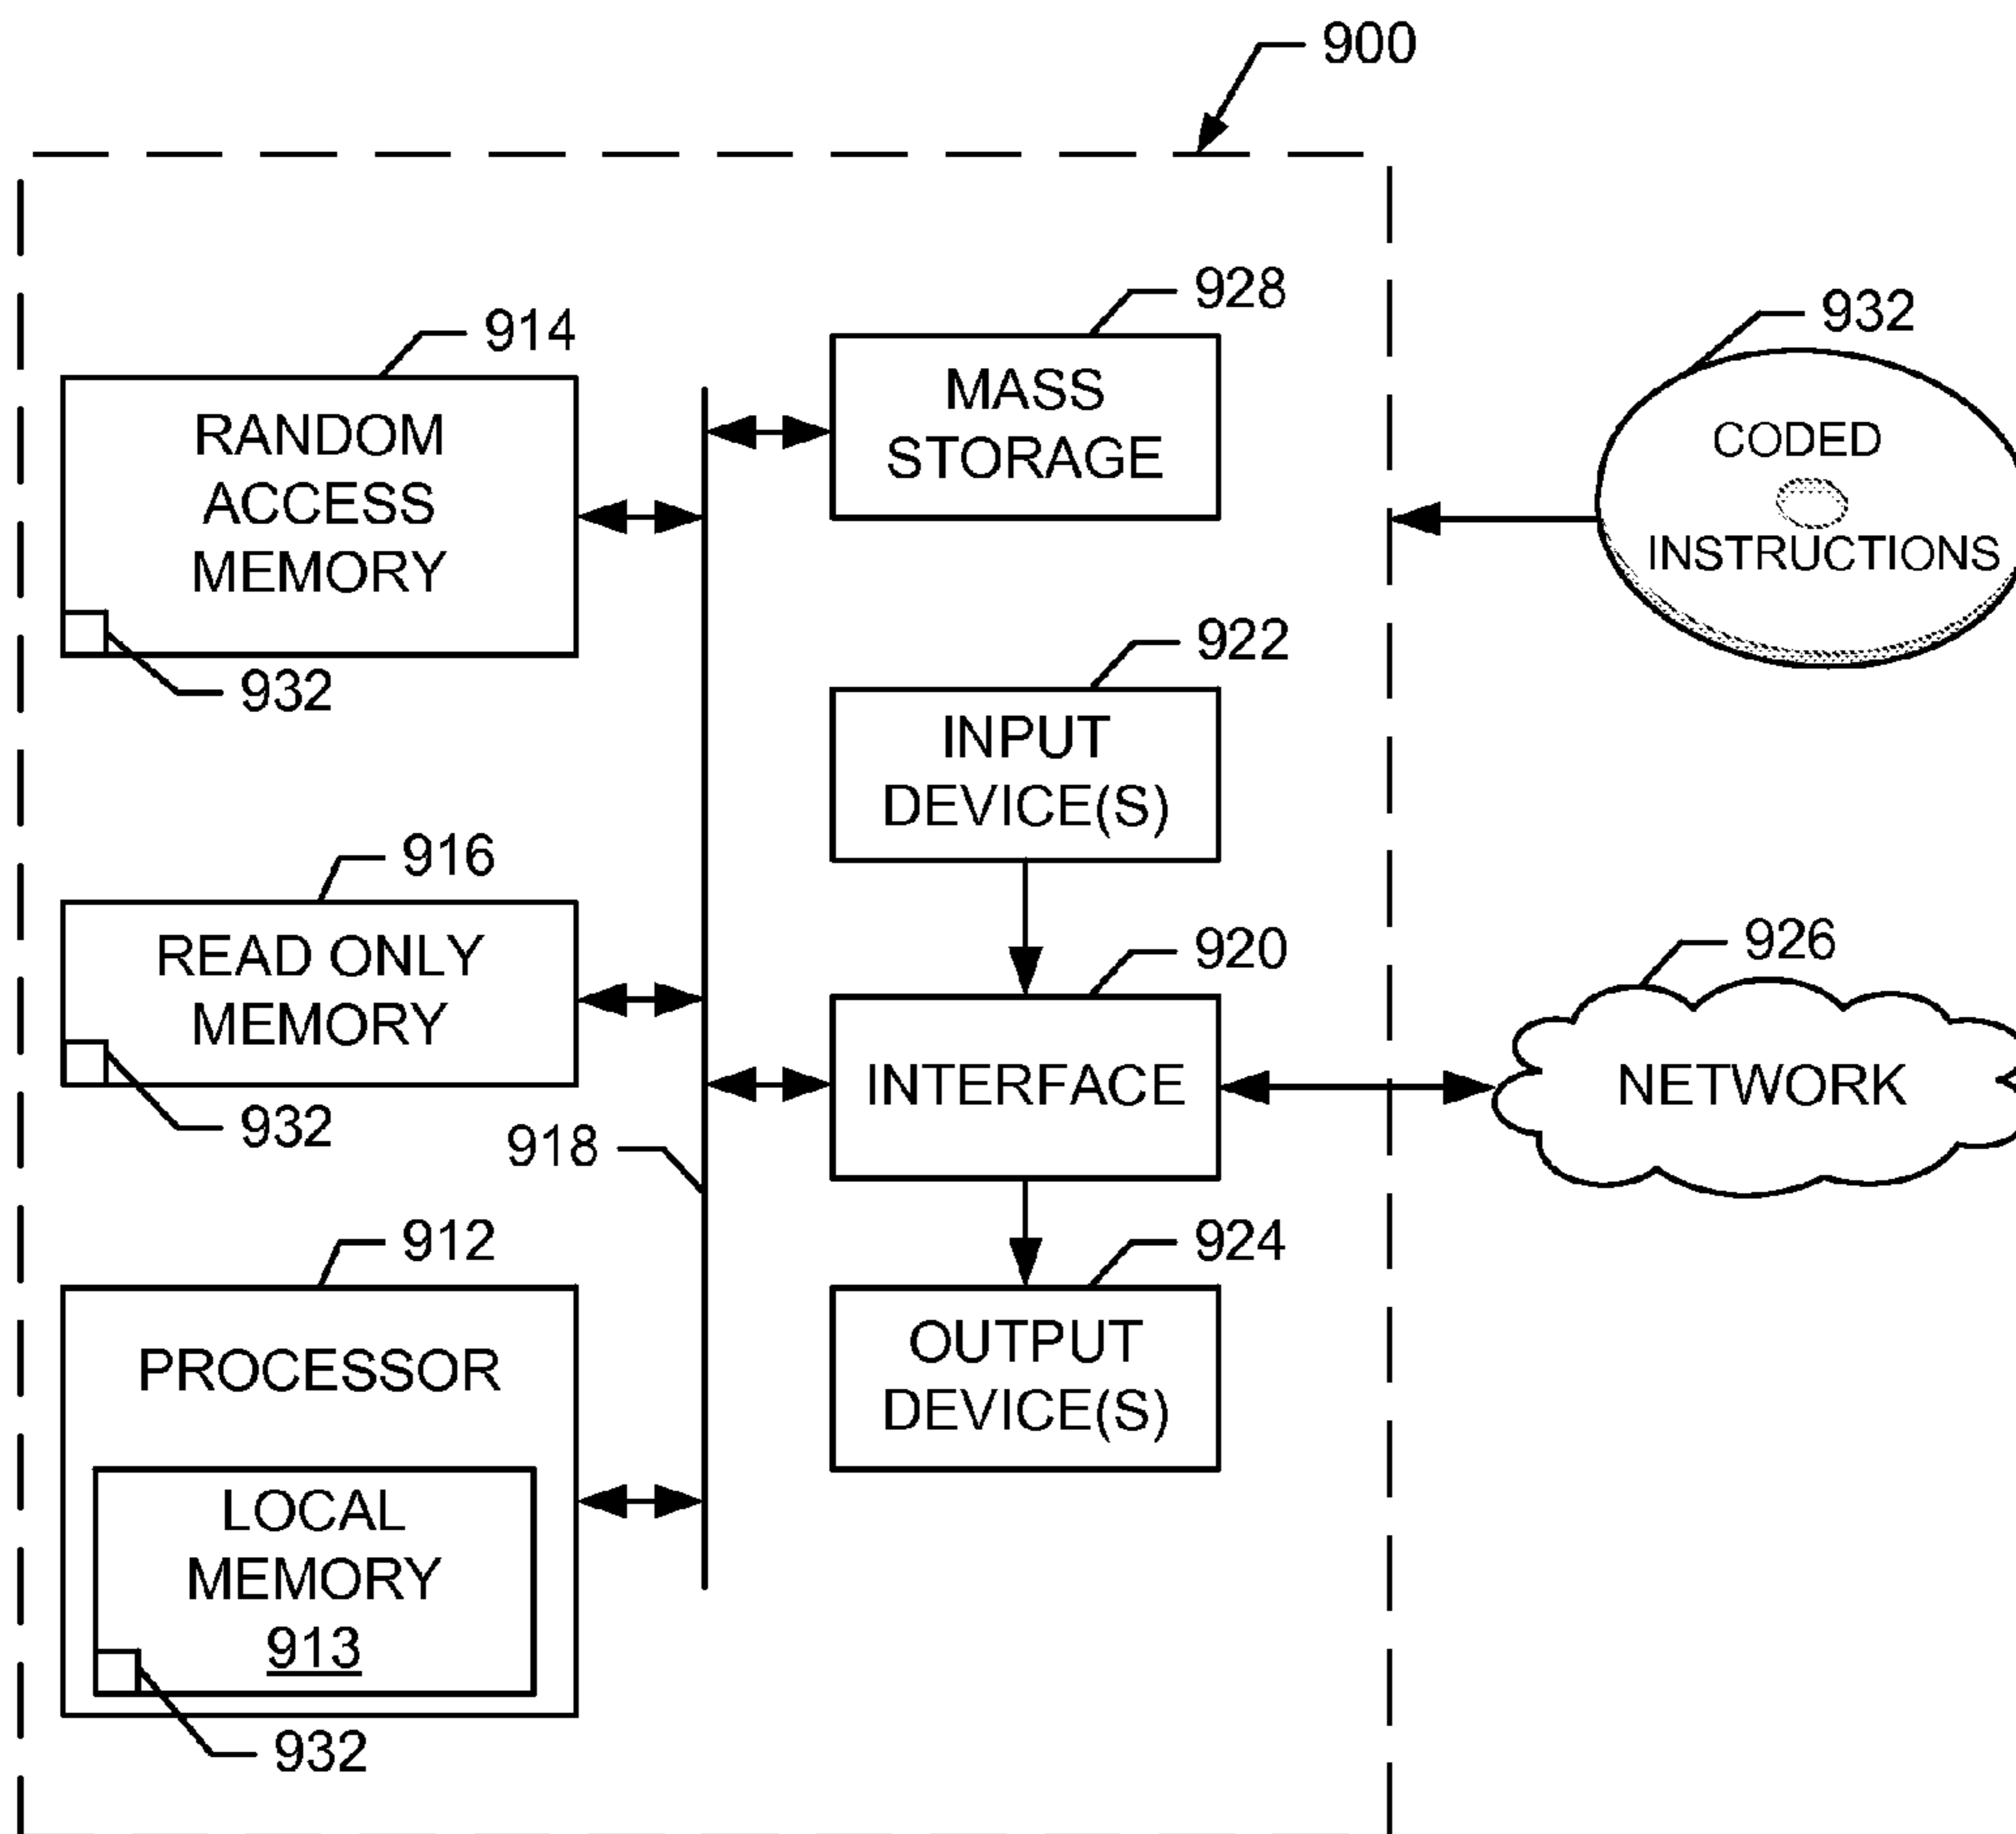 900
928
932
914
MASS
STORAGE
CODED
INSTRUCTIONS
RANDOM
ACCESS
MEMORY
932
922
INPUT
DEVICE(S)
916
READ ONLY
MEMORY
932
920
INTERFACE
926
NETWORK
918
912
PROCESSOR
LOCAL
MEMORY
913
932
924
OUTPUT
DEVICE(S)